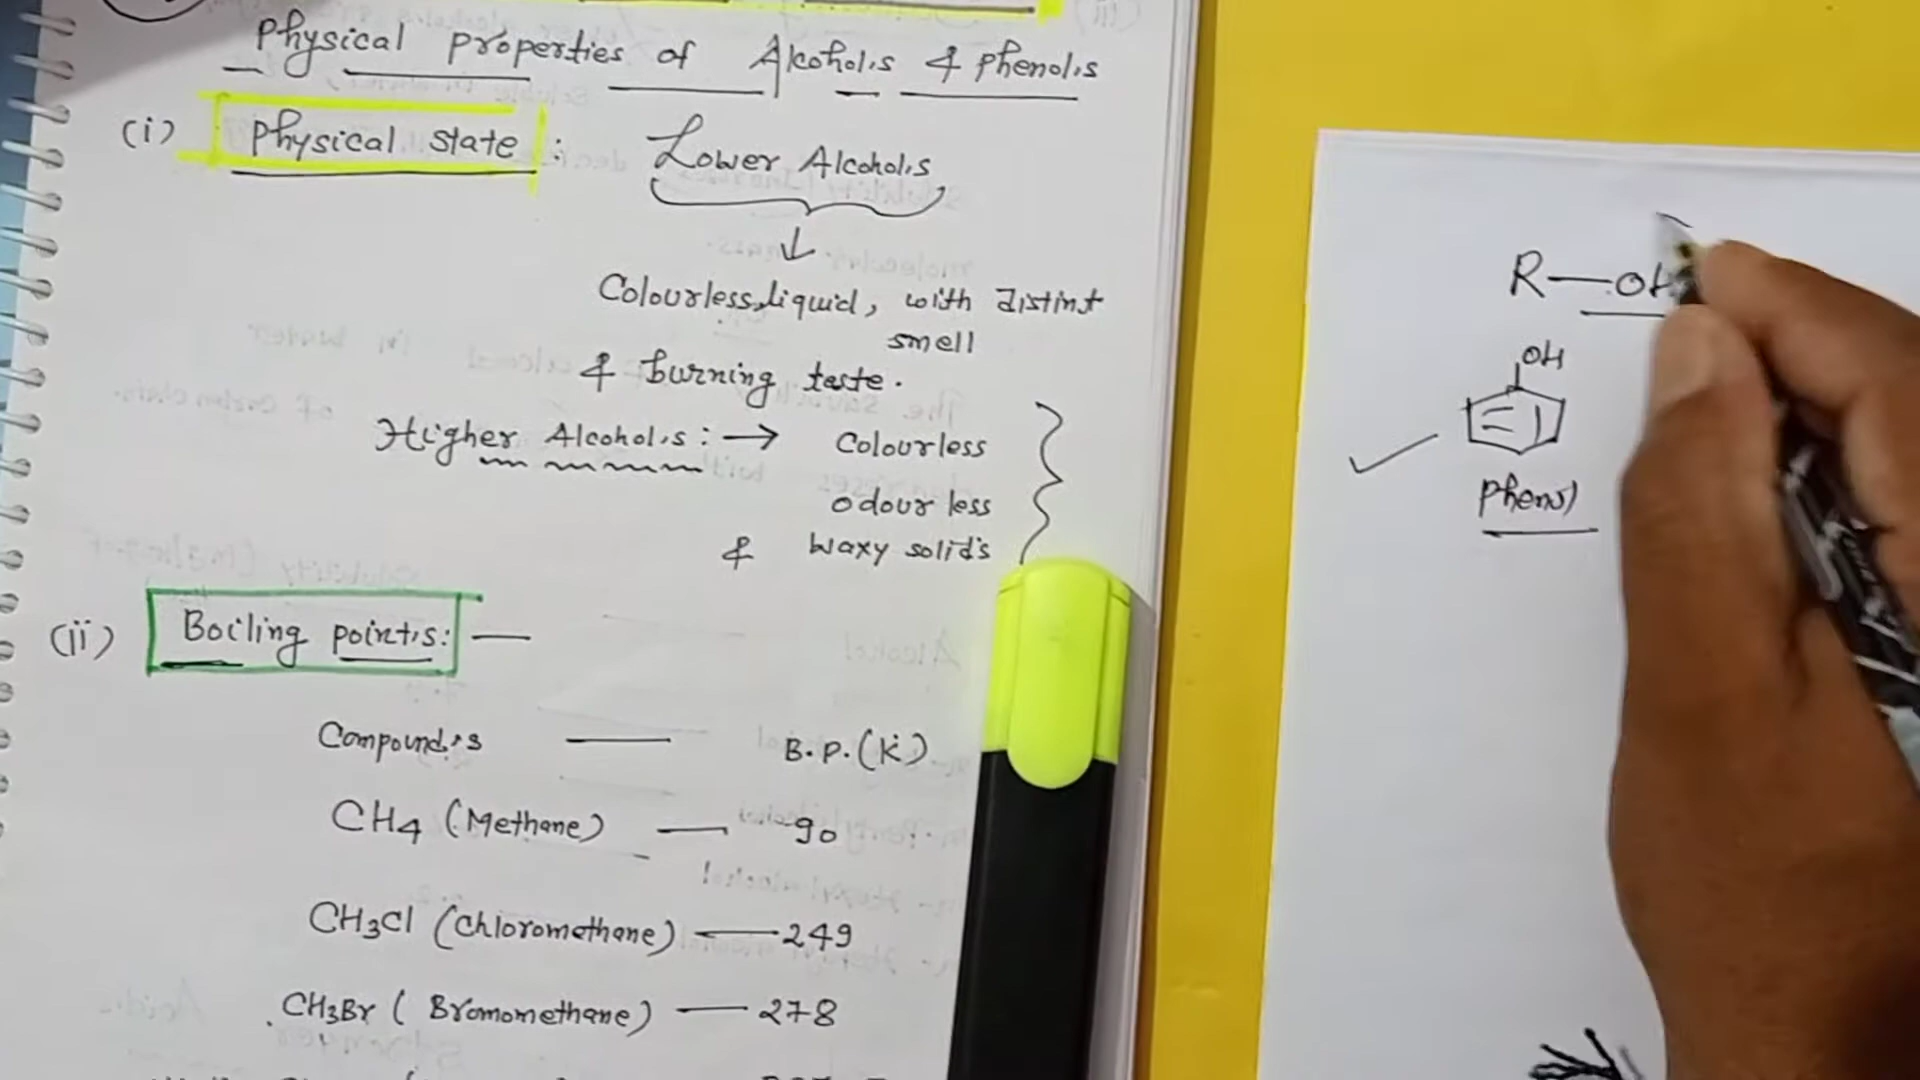 Physical properties of Alcohols & phenols
(i) Physical state :
Lower Alcohols
↓
Colourless, liquid, with distinct
smell
& burning taste.
Higher Alcohols : → Colourless
odour less
& waxy solids
(ii) Boiling points: —
Compounds — B.P.(K)
CH4 (Methane) — 90
CH3Cl (Chloromethane) — 249
CH3Br ( Bromomethane) — 278
R—OH
OH
phenol